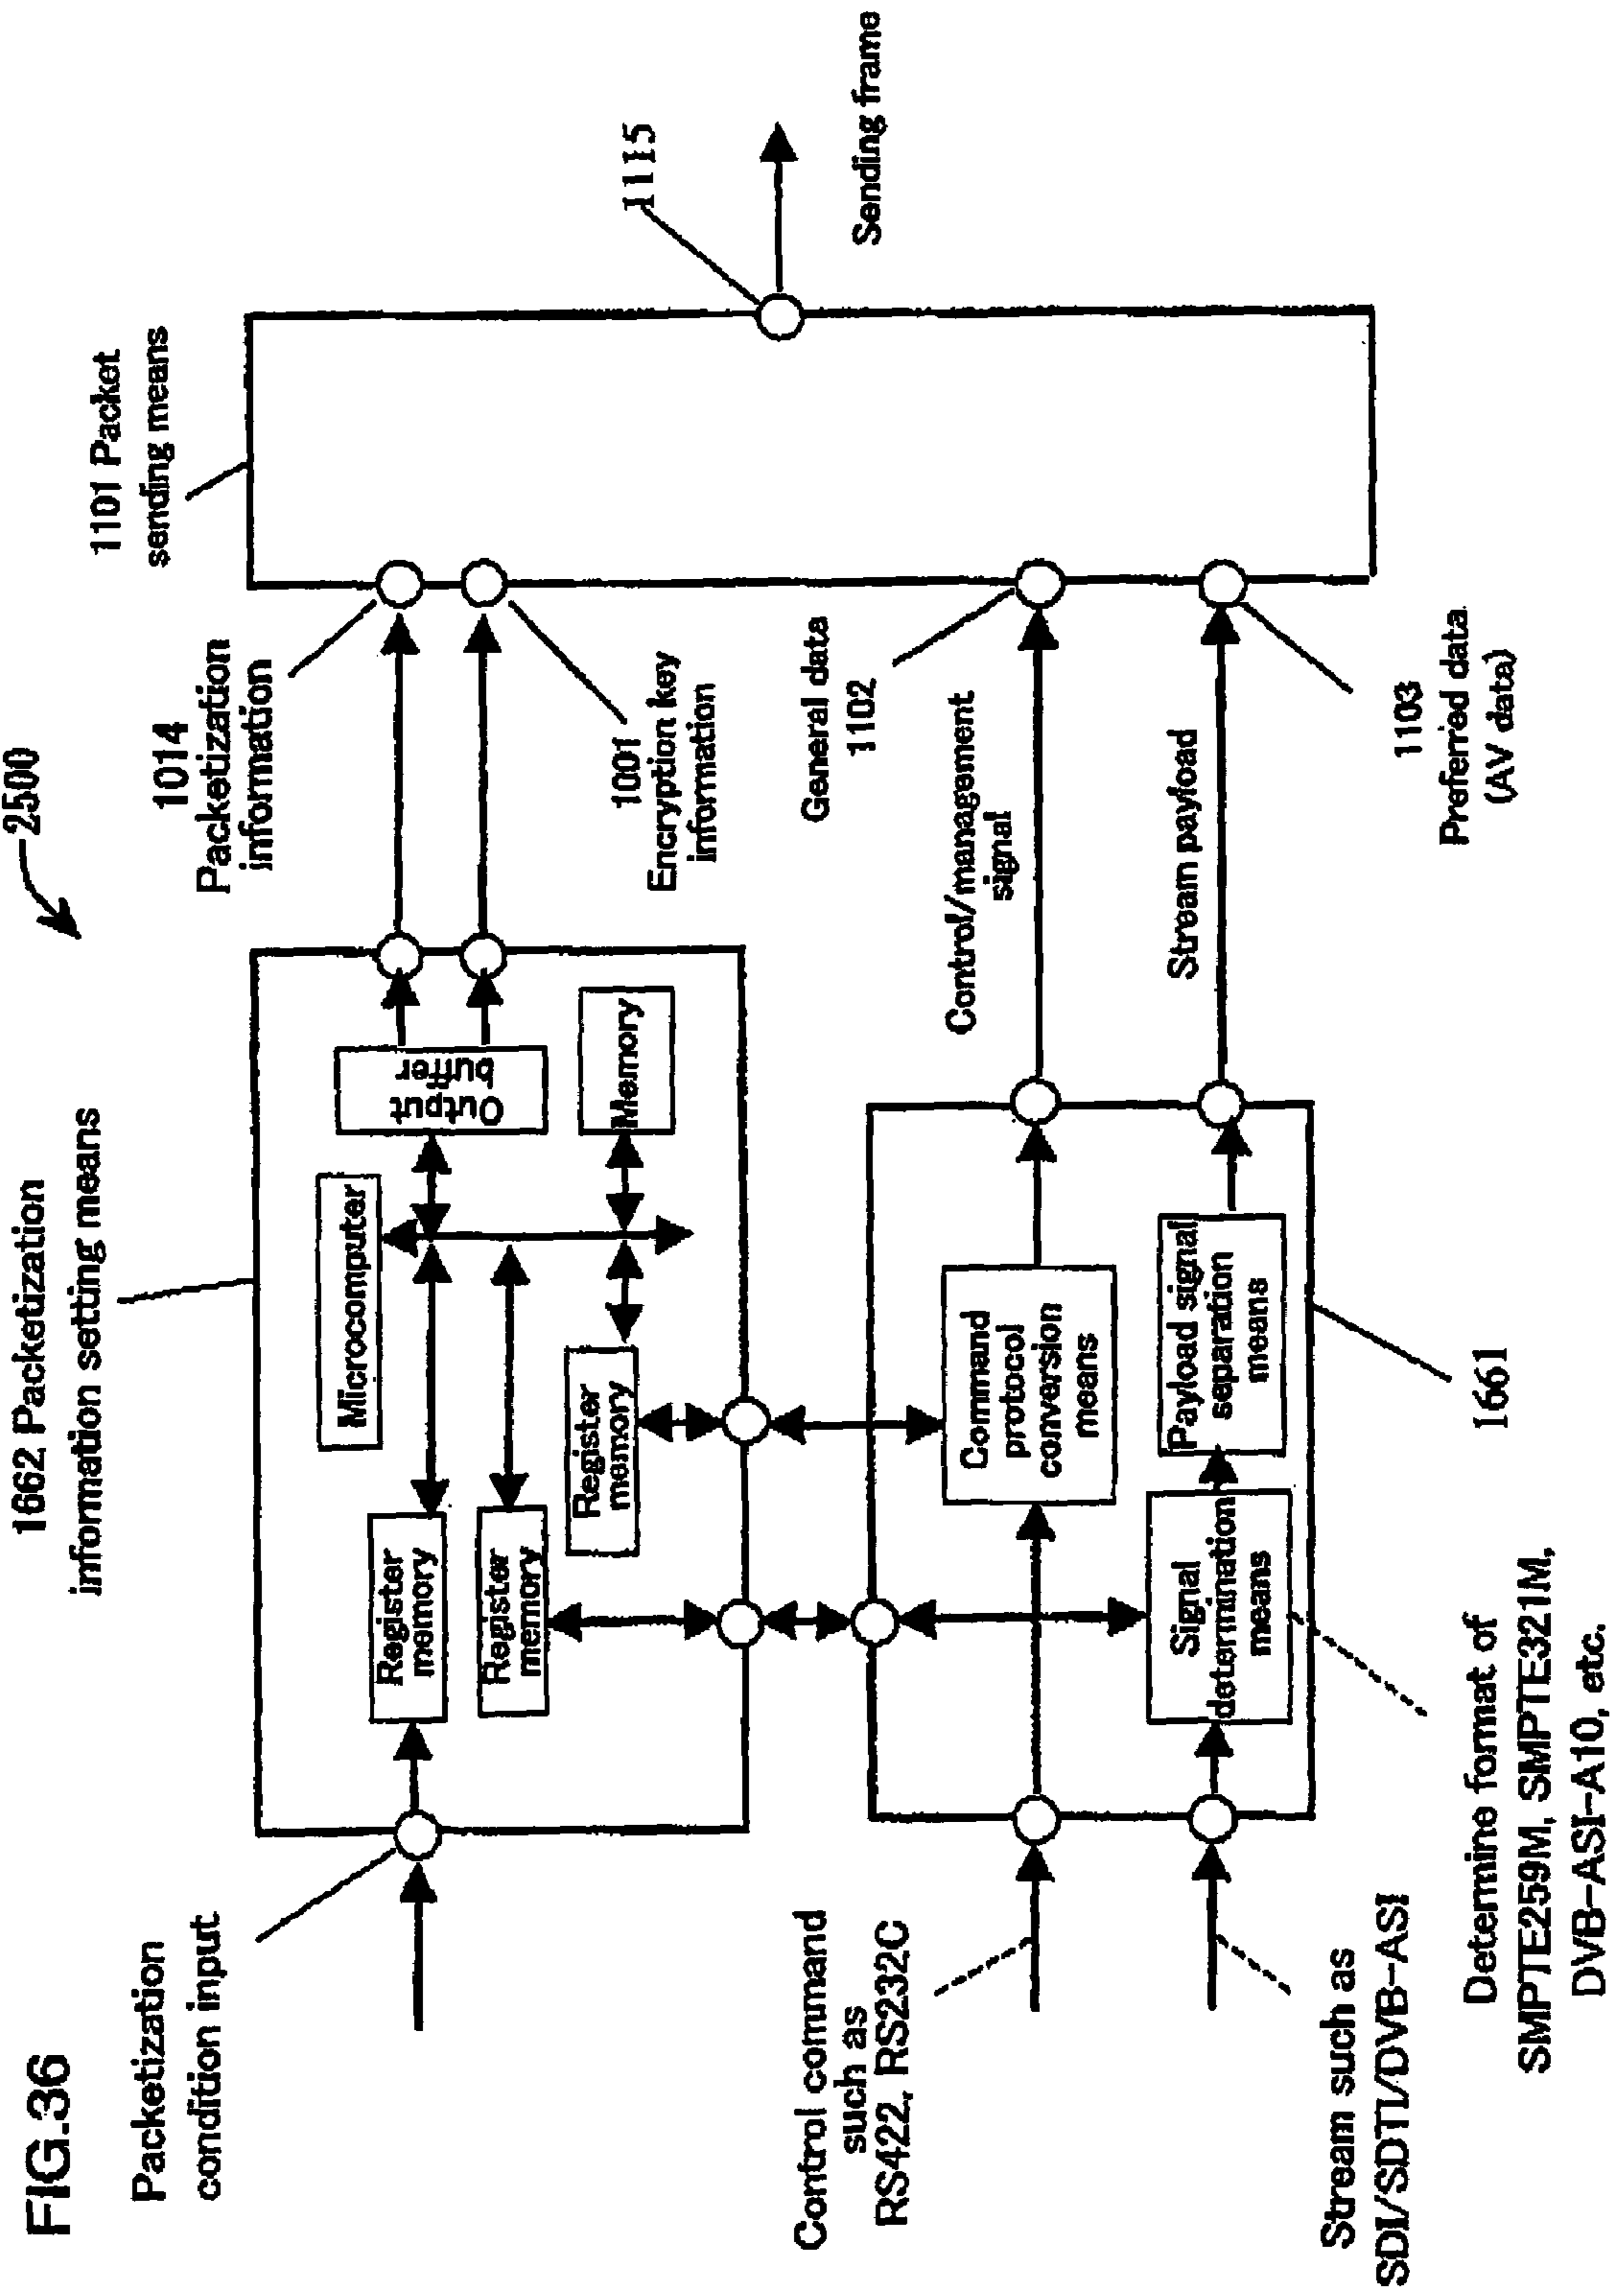 FIG.36
2500
Packetization
condition input
1662 Packetization
information setting means
1014
Packetization
information
1101 Packet
sending means
Register
memory
Register
memory
Register
memory
Microcomputer
Output
buffer
Memory
1001
Encryption key
information
1115
Sending frame
Control command
such as
RS422, RS232C
Command
protocol
conversion
means
Control/management
signal
General data
1102
Stream such as
SDI/SDTI/DVB-ASI
Signal
determination
means
Payload signal
separation
means
Stream payload
1103
Preferred data
(AV data)
1661
Determine format of
SMPTE259M, SMPTE321M,
DVB-ASI-A10, etc.